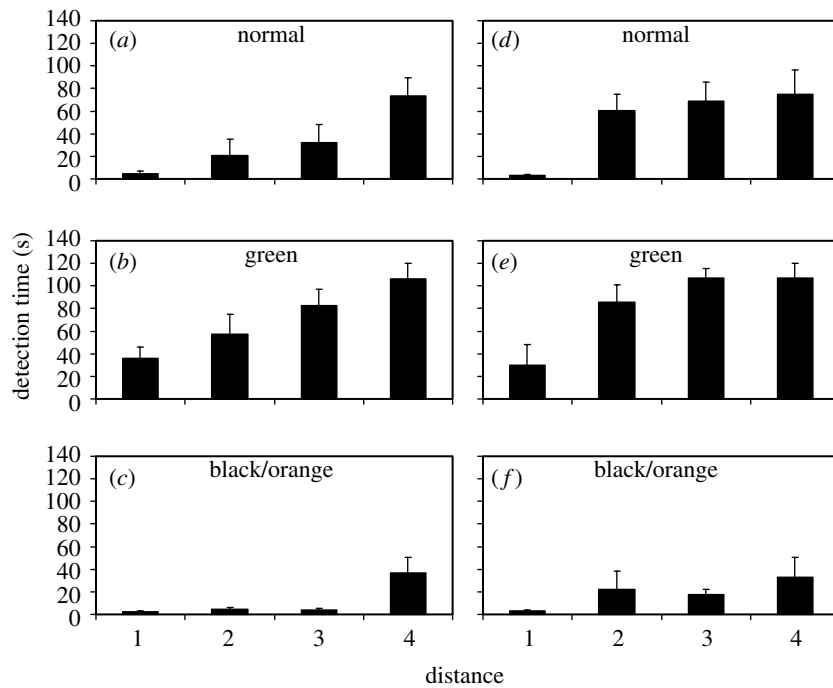 140
120
100
80
60
40
20
0
(a)
normal
(d)
normal
detection time (s)
140
120
100
80
60
40
20
0
(b)
green
(e)
green
140
120
100
80
60
40
20
0
(c)
black/orange
(f)
black/orange
1 2 3 4
1 2 3 4
distance